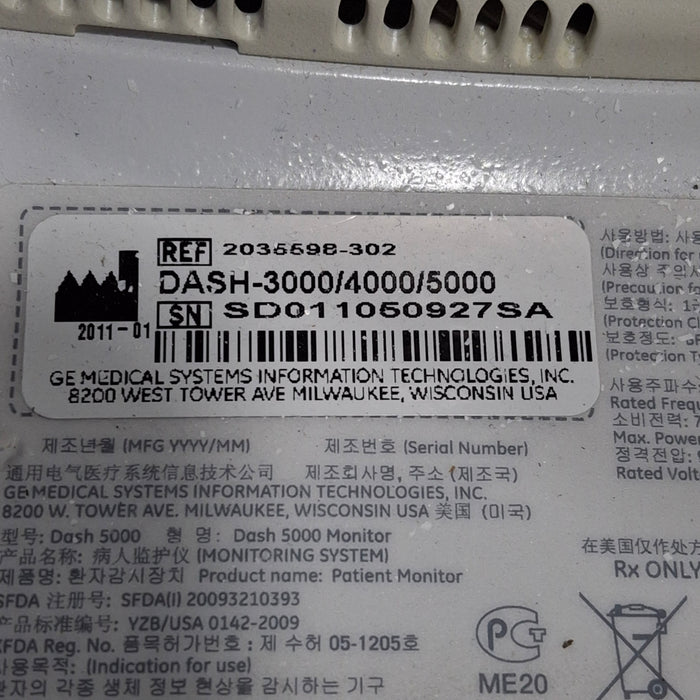 REF 2035598-302
DASH-3000/4000/5000
SN SD011050927SA
2011-01
GE MEDICAL SYSTEMS INFORMATION TECHNOLOGIES, INC.
8200 WEST TOWER AVE MILWAUKEE, WISCONSIN USA
제조년월 (MFG YYYY/MM) 제조번호 (Serial Number)
通用电气医疗系统信息技术公司 제조회사명, 주소 (제조국)
GE MEDICAL SYSTEMS INFORMATION TECHNOLOGIES, INC.
8200 W. TOWER AVE. MILWAUKEE, WISCONSIN USA 美国 (미국)
型号: Dash 5000 형 명: Dash 5000 Monitor
产品名称: 病人监护仪 (MONITORING SYSTEM)
제품명: 환자감시장치 Product name: Patient Monitor
SFDA 注册号: SFDA(I) 20093210393
产品标准编号: YZB/USA 0142-2009
KFDA Reg. No. 품목허가번호 : 제 수허 05-1205호
사용목적: (Indication for use)
환자의 각종 생체 정보 현상을 감시하는 기구
사용방법:
(Direction for
사용상 주의
(Precaution for
보호형식:
(Protection
보호정도:
(Protection
사용주파수
Rated
소비전력:
Max. Power
정격전압:
Rated
在美国仅作处方
Rx ONLY
PCT
ME20